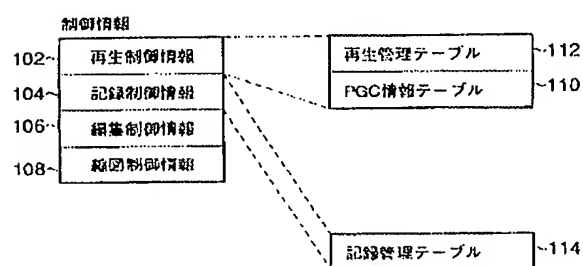 制御情報
102 再生制御情報
104 記録制御情報
106 編集制御情報
108 縮図制御情報
再生管理テーブル 112
PGC情報テーブル 110
記録管理テーブル 114